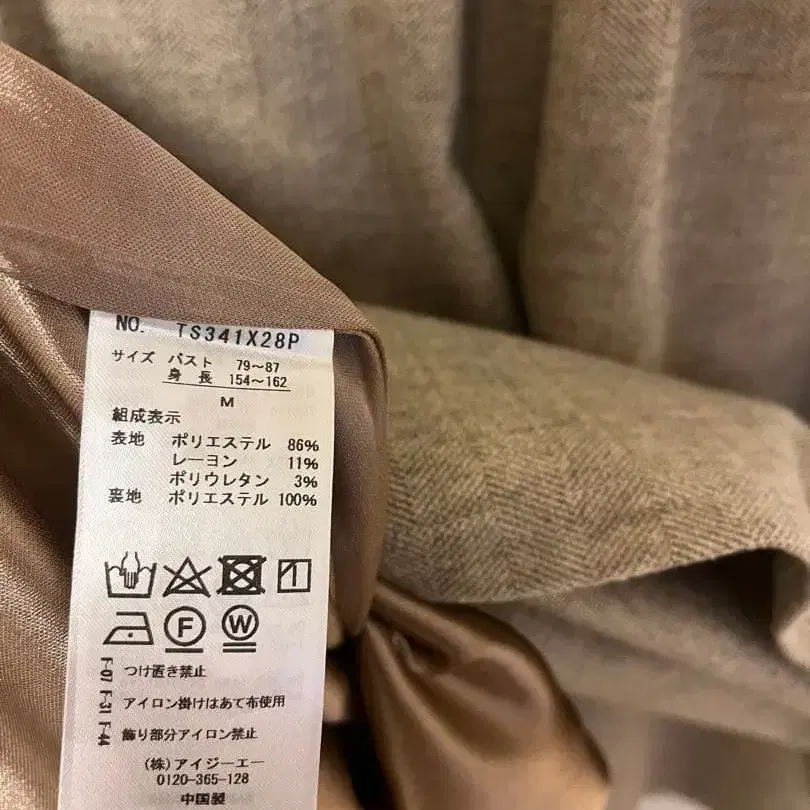 NO. TS341X28P
サイズ バスト 79～87
身長 154～162
M
組成表示
表地 ポリエステル 86%
レーヨン 11%
ポリウレタン 3%
裏地 ポリエステル 100%
F W
F-07 つけ置き禁止
F-31 アイロン掛けはあて布使用
F-44 飾り部分アイロン禁止
(株)アイジーエー
0120-365-128
中国製